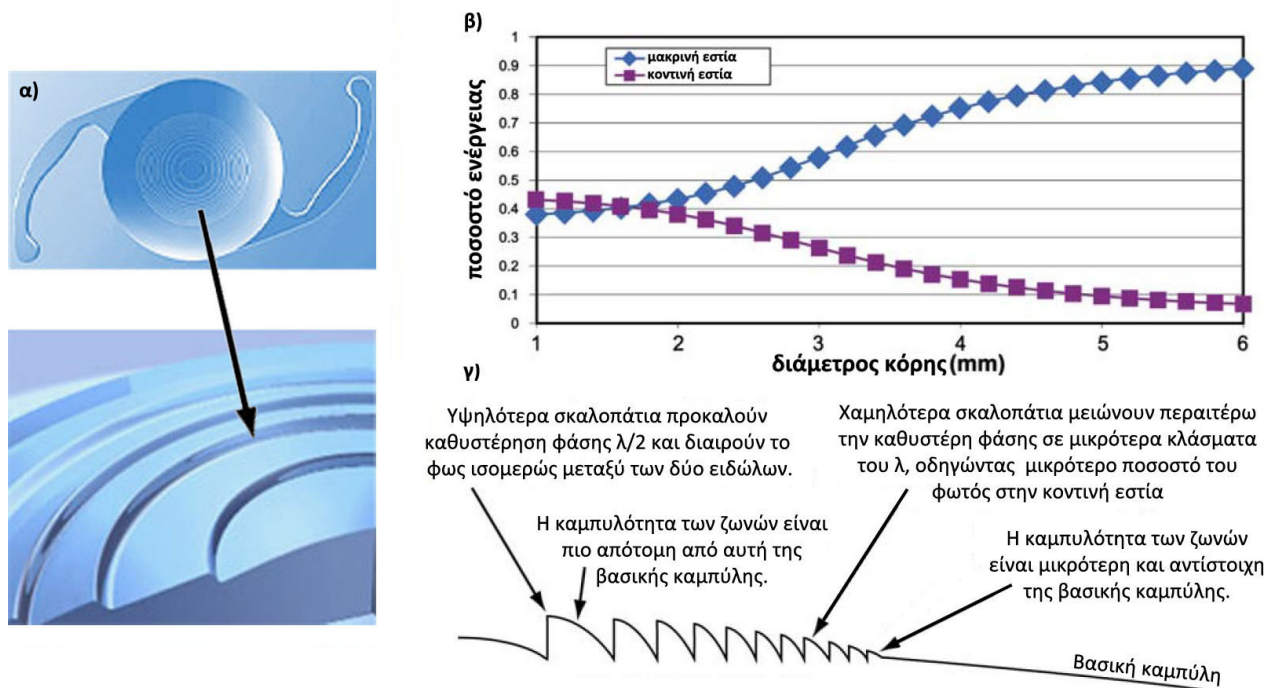 α)
β)
ποσοστό ενέργειας
1
0.9
0.8
0.7
0.6
0.5
0.4
0.3
0.2
0.1
0
μακρινή εστία
κοντινή εστία
1 2 3 4 5 6
διάμετρος κόρης (mm)
γ)
Υψηλότερα σκαλοπάτια προκαλούν
καθυστέρηση φάσης λ/2 και διαιρούν το
φως ισομερώς μεταξύ των δύο ειδώλων.
Χαμηλότερα σκαλοπάτια μειώνουν περαιτέρω
την καθυστέρη φάσης σε μικρότερα κλάσματα
του λ, οδηγώντας μικρότερο ποσοστό του
φωτός στην κοντινή εστία
Η καμπυλότητα των ζωνών είναι
πιο απότομη από αυτή της
βασικής καμπύλης.
Η καμπυλότητα των ζωνών
είναι μικρότερη και αντίστοιχη
της βασικής καμπύλης.
Βασική καμπύλη